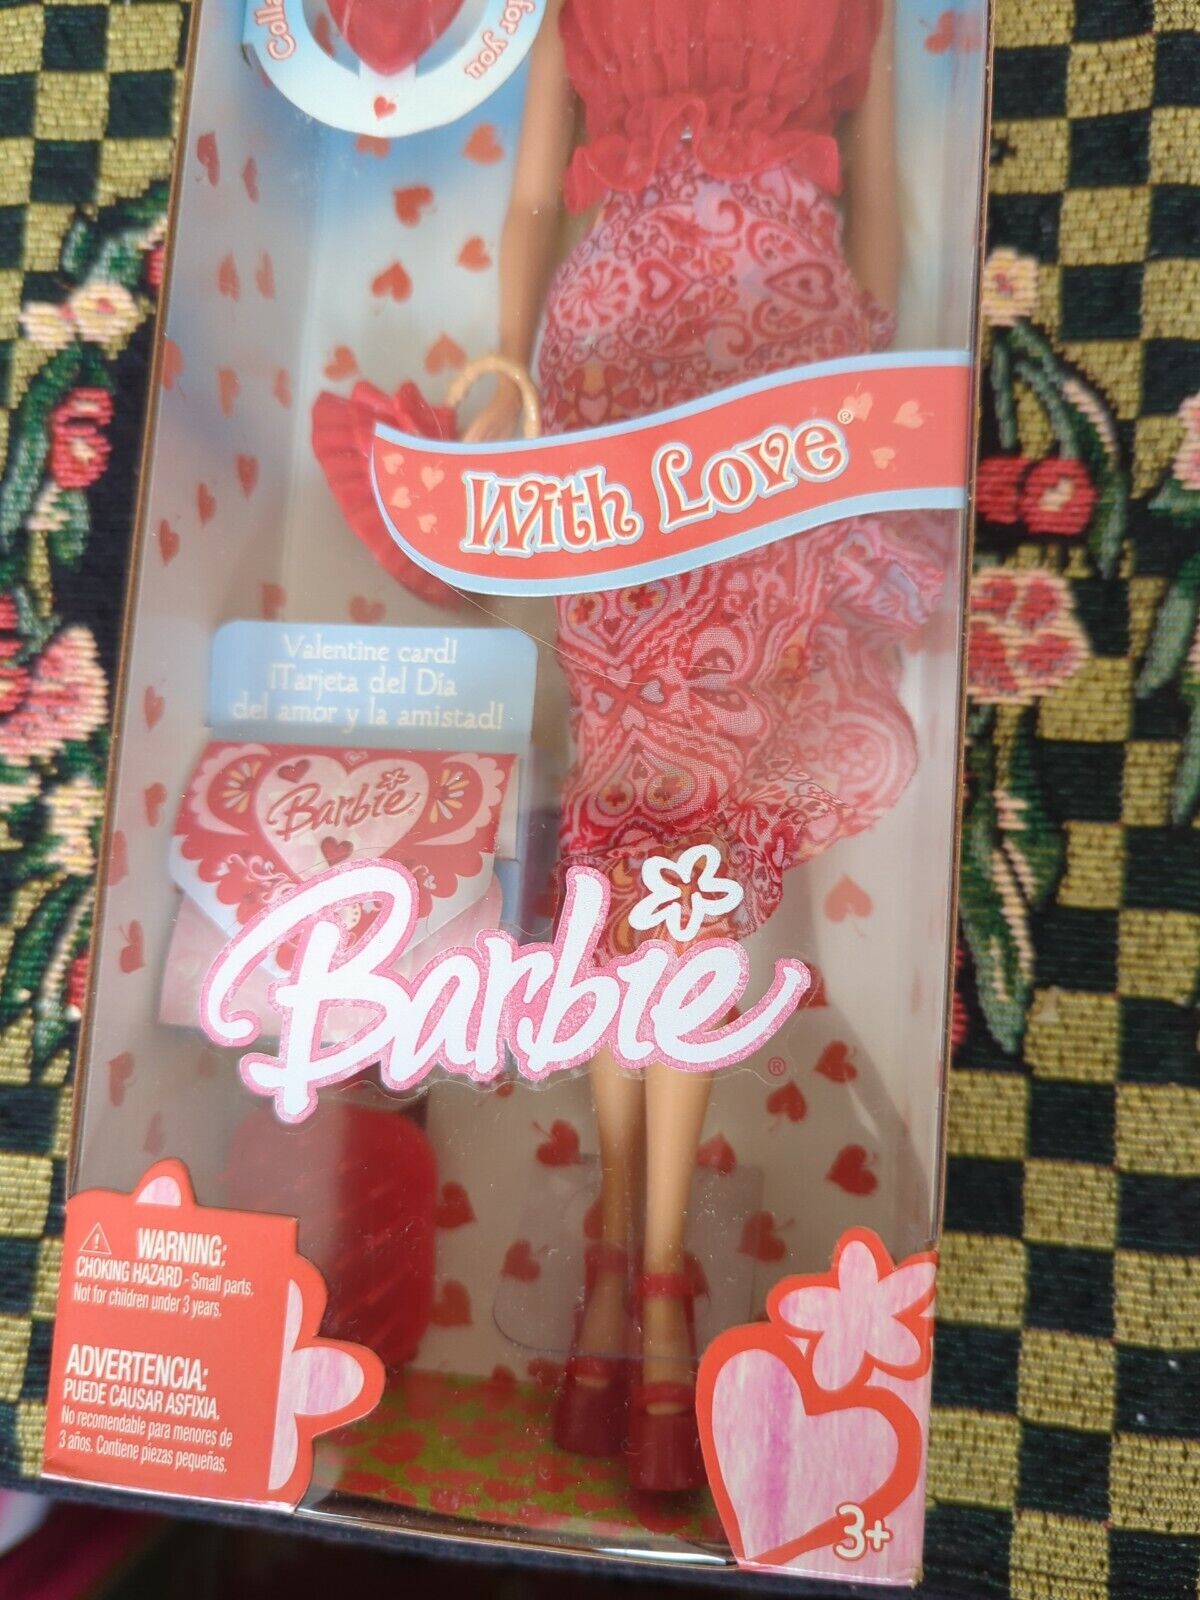 for you
With Love®
Valentine card!
¡Tarjeta del Día
del amor y la amistad!
Barbie
Barbie®
WARNING:
CHOKING HAZARD - Small parts.
Not for children under 3 years.
ADVERTENCIA:
PUEDE CAUSAR ASFIXIA.
No recomendable para menores de
3 años. Contiene piezas pequeñas.
3+